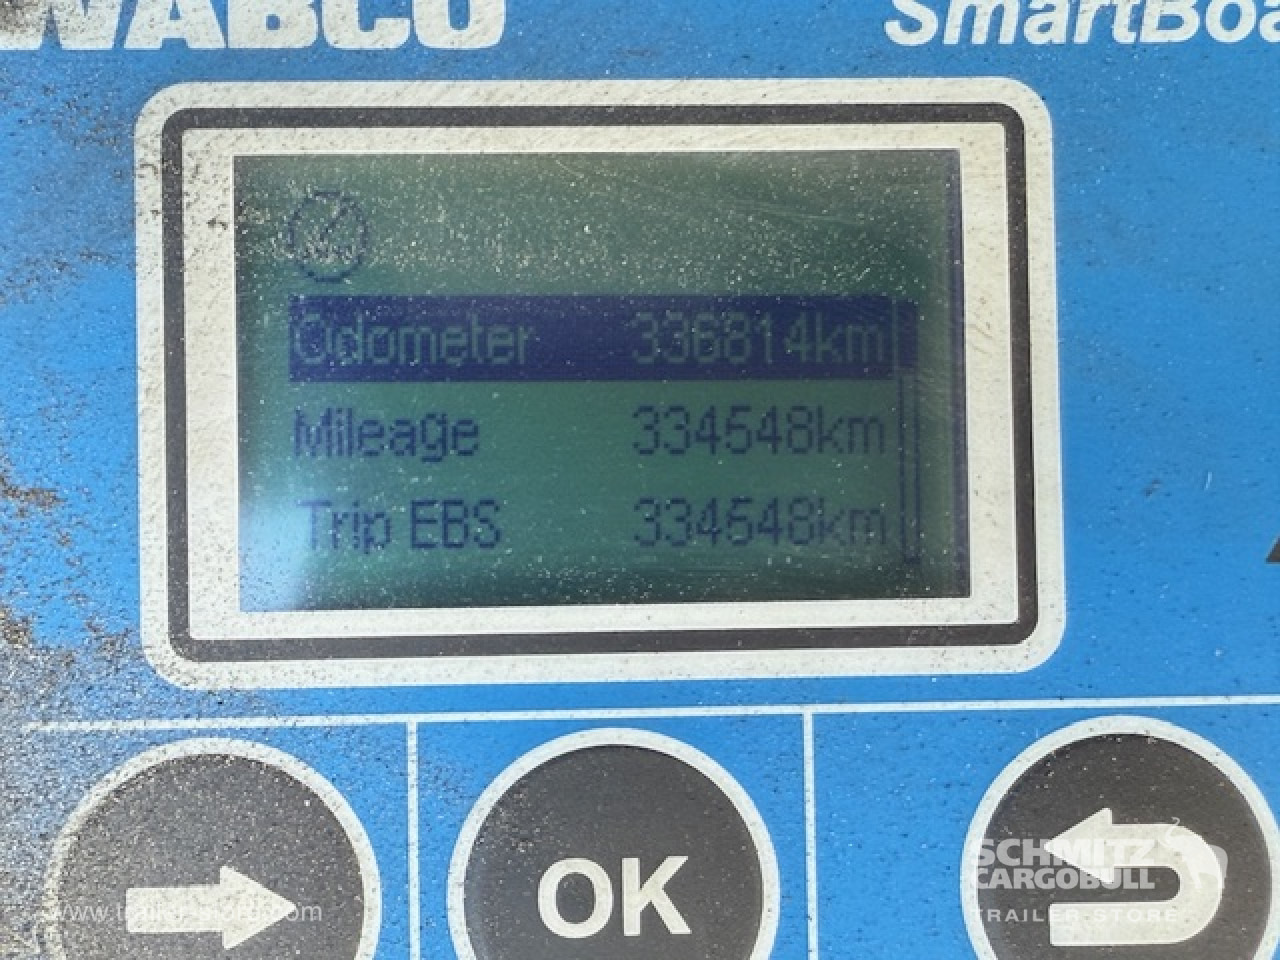 WABCO
SmartBoa
Odometer 336814km
Mileage 334548km
Trip EBS 334548km
OK
SCHMITZ
CARGOBULL
TRAILER STORE